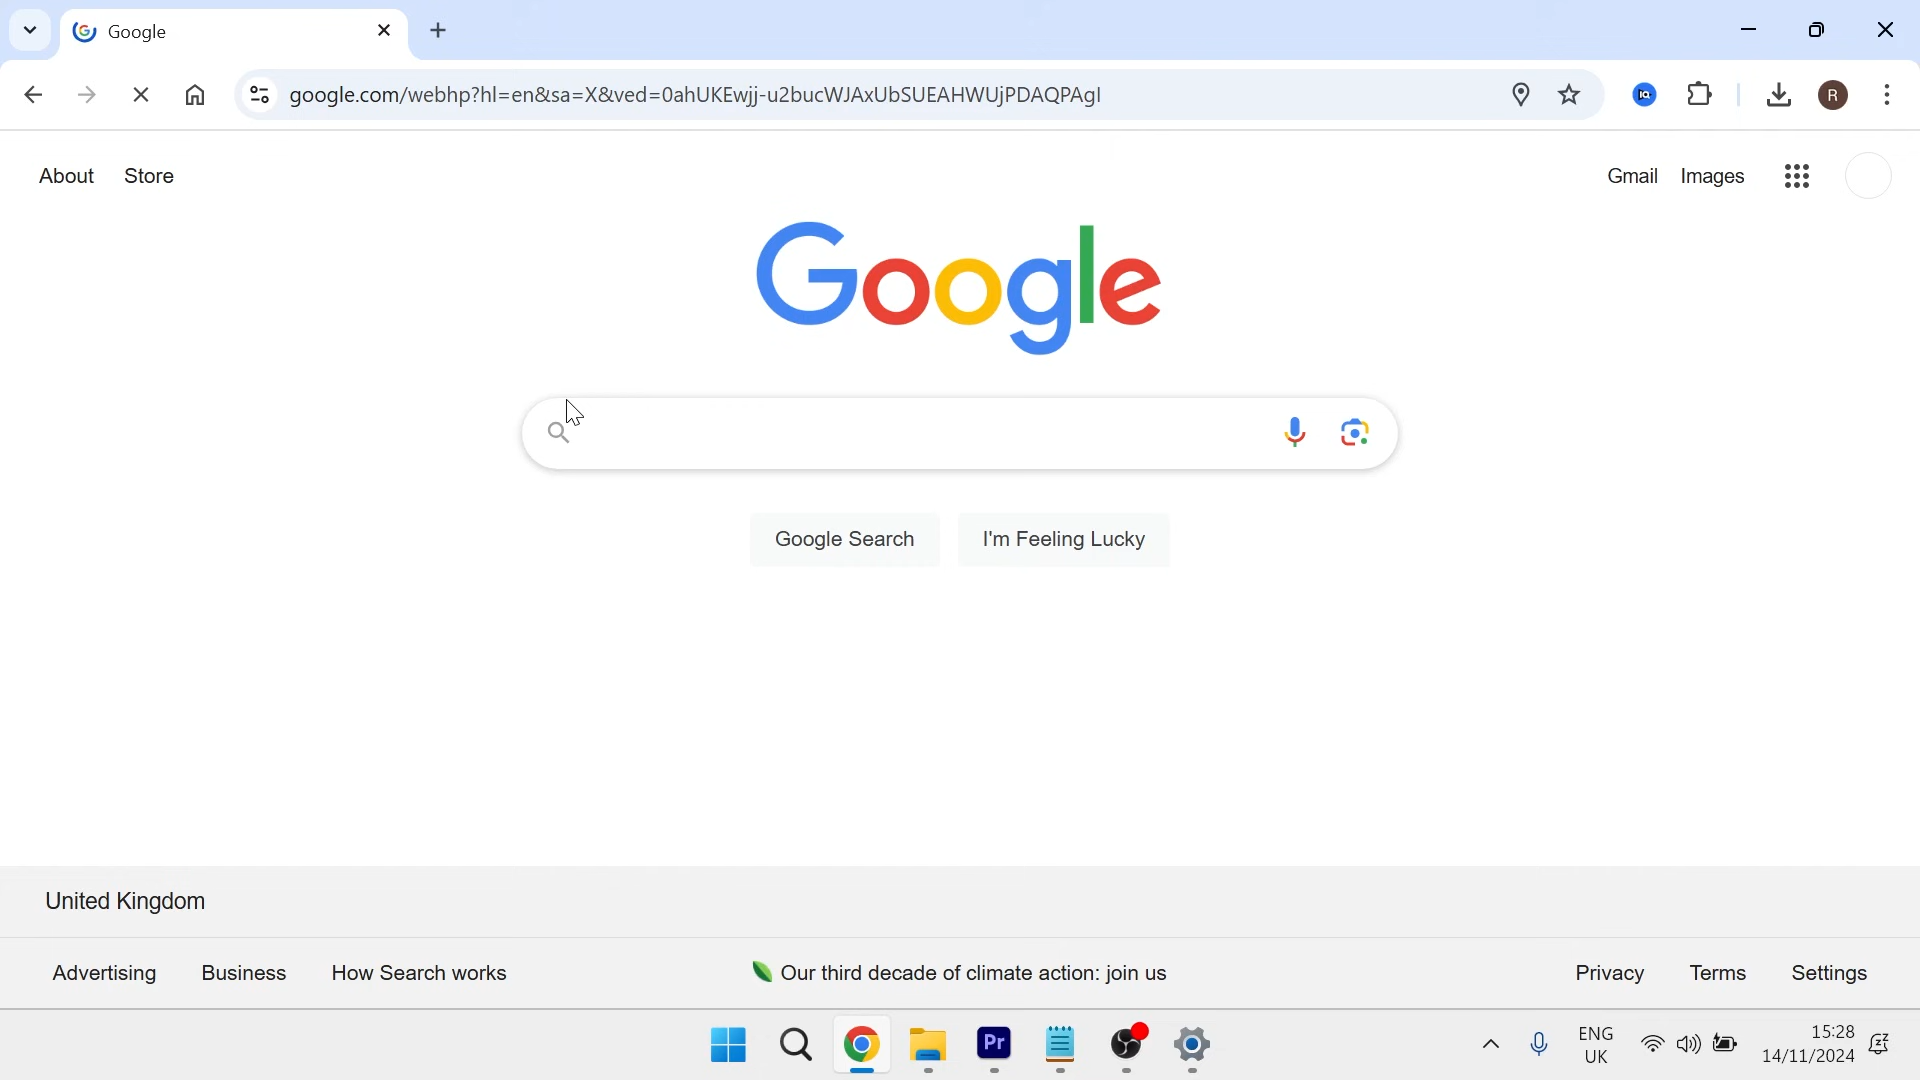 Google
google.com/webhp?hl=en&sa=X&ved=0ahUKEwjj-u2bucWJAxUbSUEAHWUjPDAQPAgI
R
About Store
Gmail Images
Google
Google Search I'm Feeling Lucky
United Kingdom
Advertising Business How Search works
Our third decade of climate action: join us
Privacy Terms Settings
Pr
ENG
UK
15:28
14/11/2024